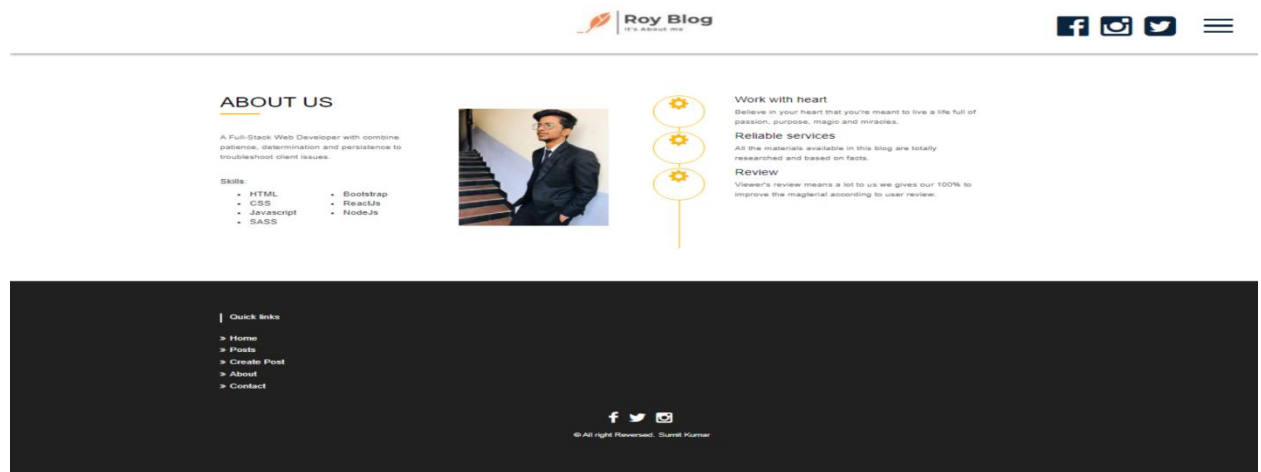 Roy Blog
It's About Me
ABOUT US
A Full-Stack Web Developer with combine
patience, determination and persistence to
troubleshoot client issues.
Skills:
HTML
CSS
Javascript
SASS
Bootstrap
ReactJs
NodeJs
Work with heart
Believe in your heart that you're meant to live a life full of
passion, purpose, magic and miracles.
Reliable services
All the materials available in this blog are totally
researched and based on facts.
Review
Viewer's review means a lot to us we gives our 100% to
improve the magterial according to user review.
Quick links
» Home
» Posts
» Create Post
» About
» Contact
© All right Reversed. Sumit Kumar